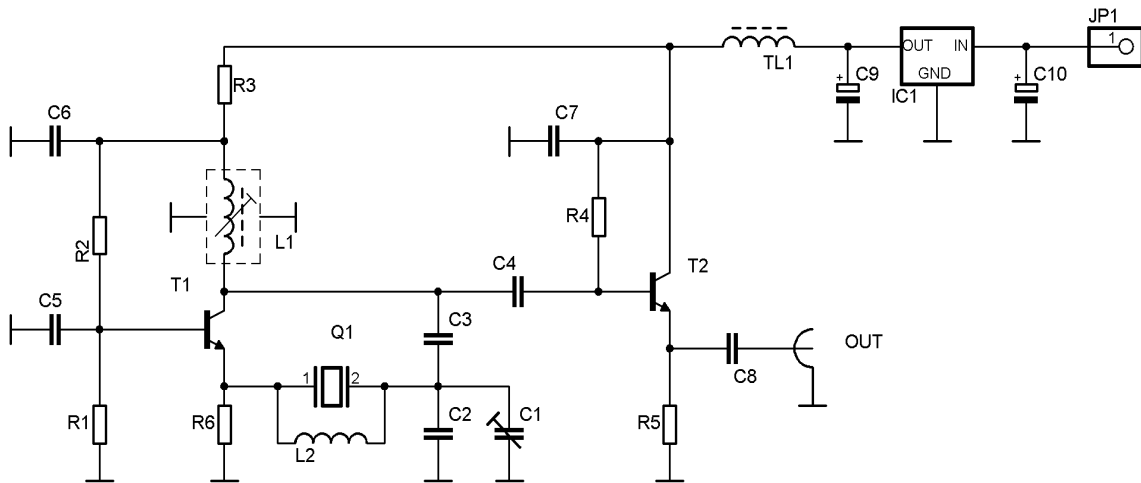 JP1
1
OUT IN
GND
TL1
C9
IC1
C10
R3
C6
C7
R2
L1
R4
T1
C4
T2
C5
Q1
C3
1 2
C8
OUT
R1
R6
L2
C2
C1
R5
+
+